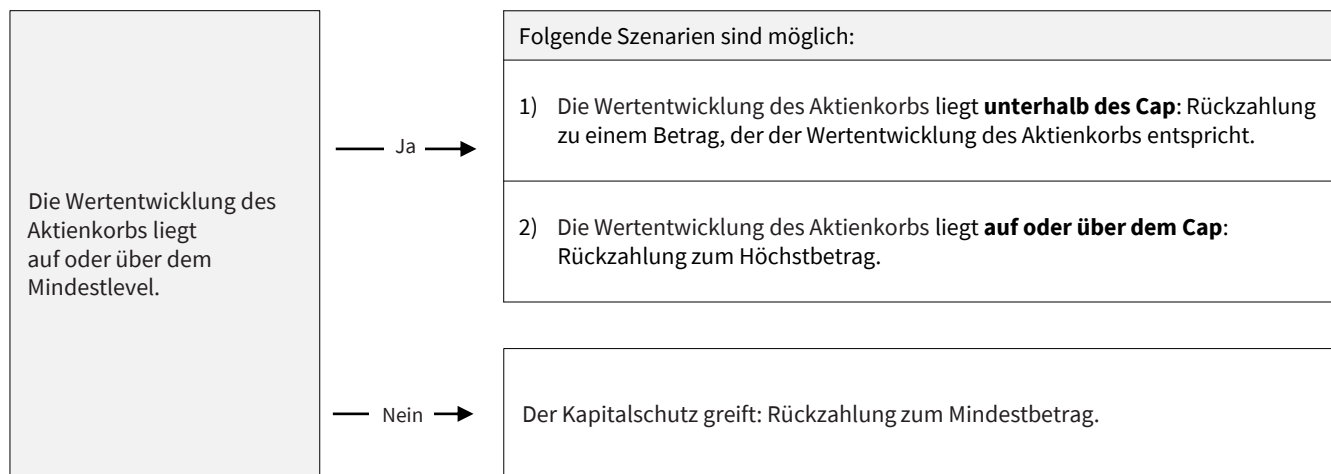 Die Wertentwicklung des
Aktienkorbs liegt
auf oder über dem
Mindestlevel.
Ja
Folgende Szenarien sind möglich:
1) Die Wertentwicklung des Aktienkorbs liegt unterhalb des Cap: Rückzahlung
zu einem Betrag, der der Wertentwicklung des Aktienkorbs entspricht.
2) Die Wertentwicklung des Aktienkorbs liegt auf oder über dem Cap:
Rückzahlung zum Höchstbetrag.
Nein
Der Kapitalschutz greift: Rückzahlung zum Mindestbetrag.